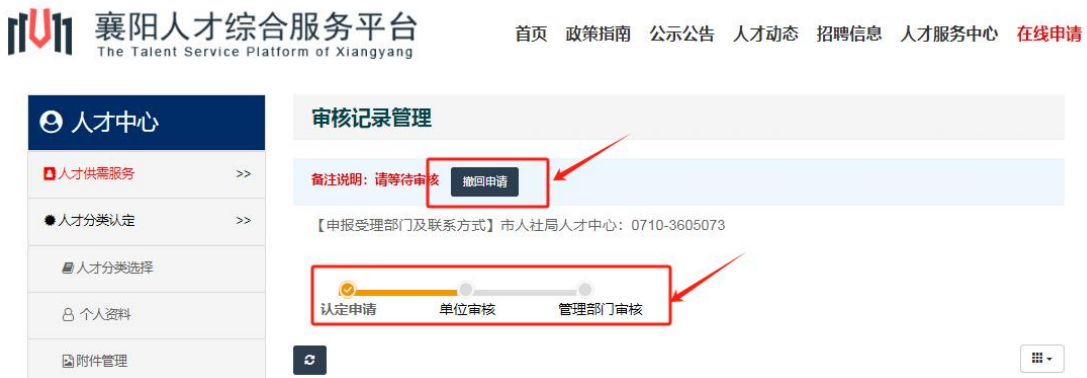 襄阳人才综合服务平台
The Talent Service Platform of Xiangyang
首页 政策指南 公示公告 人才动态 招聘信息 人才服务中心 在线申请
人才中心
人才供需服务 >>
人才分类认定 >>
人才分类选择
个人资料
附件管理
审核记录管理
备注说明：请等待审核 撤回申请
【申报受理部门及联系方式】市人社局人才中心：0710-3605073
认定申请 单位审核 管理部门审核